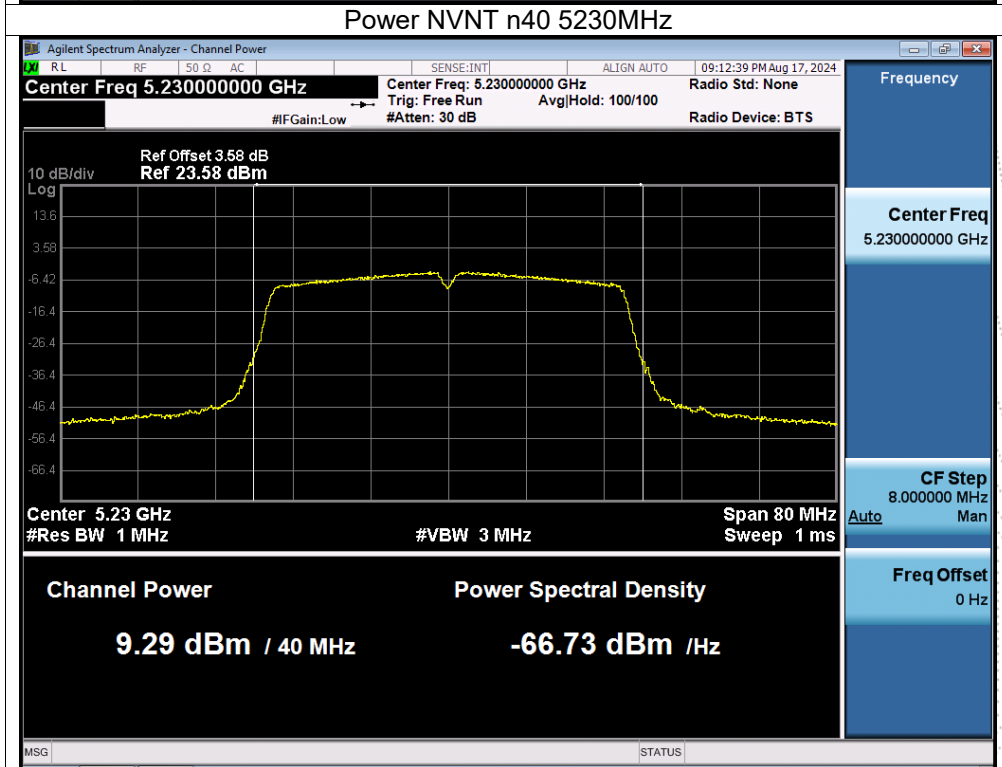 Power NVNT n40 5230MHz
Agilent Spectrum Analyzer - Channel Power
LXI RL RF 50 Ω AC SENSE:INT ALIGN AUTO 09:12:39 PM Aug 17, 2024
Center Freq 5.230000000 GHz
Center Freq: 5.230000000 GHz Radio Std: None
Trig: Free Run Avg|Hold: 100/100
#IFGain:Low #Atten: 30 dB Radio Device: BTS
Frequency
Ref Offset 3.58 dB
10 dB/div Ref 23.58 dBm
Log
13.6
3.58
-6.42
-16.4
-26.4
-36.4
-46.4
-56.4
-66.4
Center Freq
5.230000000 GHz
CF Step
8.000000 MHz
Auto Man
Center 5.23 GHz Span 80 MHz
#Res BW 1 MHz #VBW 3 MHz Sweep 1 ms
Freq Offset
0 Hz
Channel Power Power Spectral Density
9.29 dBm / 40 MHz -66.73 dBm /Hz
MSG STATUS